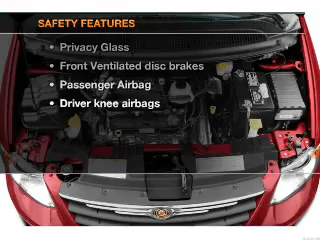 SAFETY FEATURES
• Privacy Glass
• Front Ventilated disc brakes
• Passenger Airbag
• Driver knee airbags